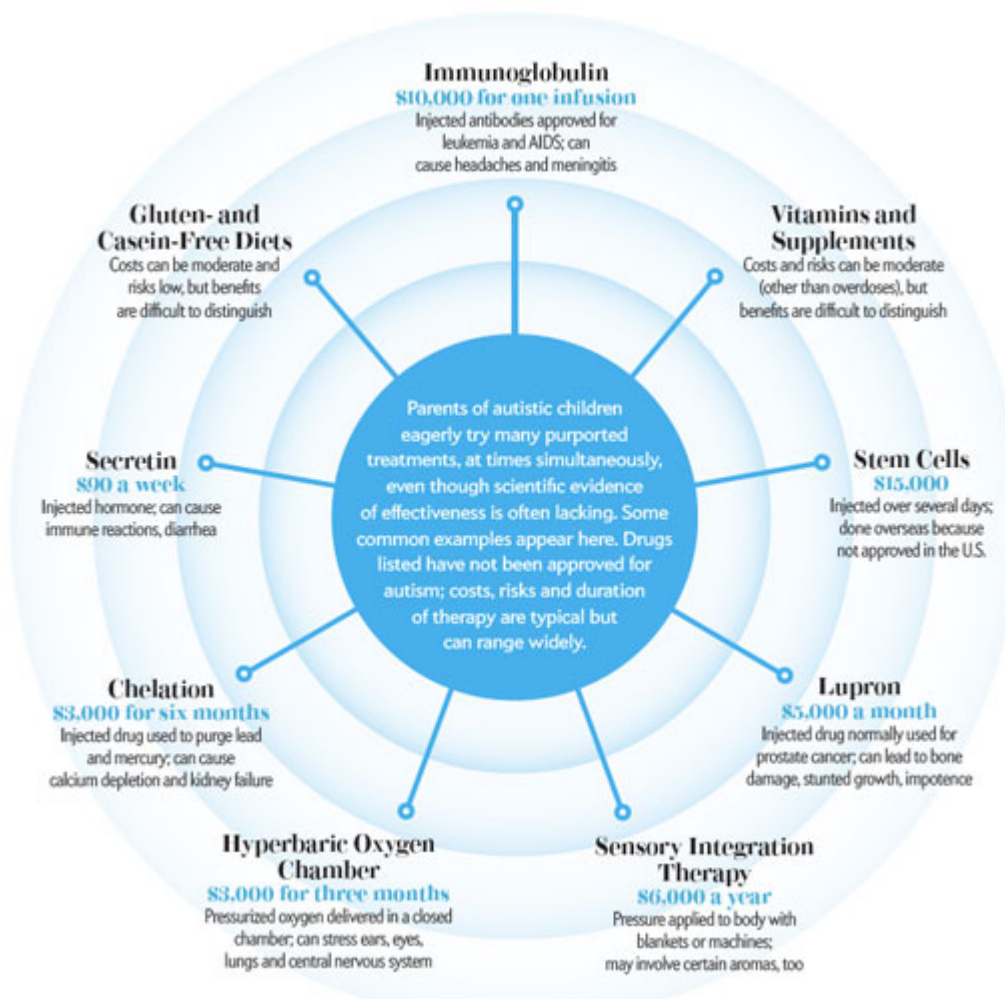 Immunoglobulin
$10,000 for one infusion
Injected antibodies approved for
leukemia and AIDS; can
cause headaches and meningitis
Vitamins and
Supplements
Costs and risks can be moderate
(other than overdoses), but
benefits are difficult to distinguish
Stem Cells
$15,000
Injected over several days;
done overseas because
not approved in the U.S.
Lupron
$5,000 a month
Injected drug normally used for
prostate cancer; can lead to bone
damage, stunted growth, impotence
Sensory Integration
Therapy
$6,000 a year
Pressure applied to body with
blankets or machines;
may involve certain aromas, too
Hyperbaric Oxygen
Chamber
$3,000 for three months
Pressurized oxygen delivered in a closed
chamber; can stress ears, eyes,
lungs and central nervous system
Chelation
$3,000 for six months
Injected drug used to purge lead
and mercury; can cause
calcium depletion and kidney failure
Secretin
$90 a week
Injected hormone; can cause
immune reactions, diarrhea
Gluten- and
Casein-Free Diets
Costs can be moderate and
risks low, but benefits
are difficult to distinguish
Parents of autistic children
eagerly try many purported
treatments, at times simultaneously,
even though scientific evidence
of effectiveness is often lacking. Some
common examples appear here. Drugs
listed have not been approved for
autism; costs, risks and duration
of therapy are typical but
can range widely.